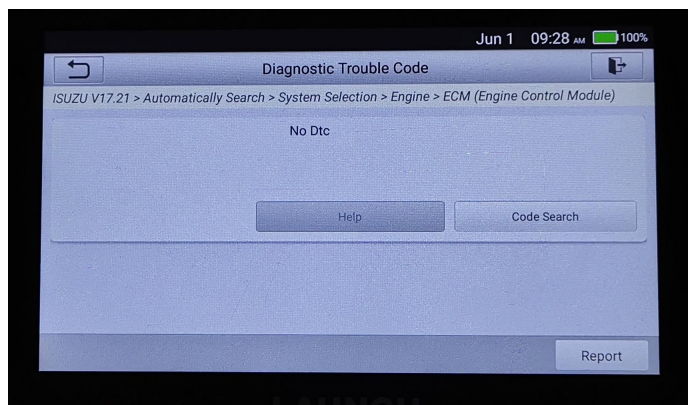 Jun 1 09:28 AM 100%
Diagnostic Trouble Code
ISUZU V17.21 > Automatically Search > System Selection > Engine > ECM (Engine Control Module)
No Dtc
Help Code Search
Report
LAUNCH